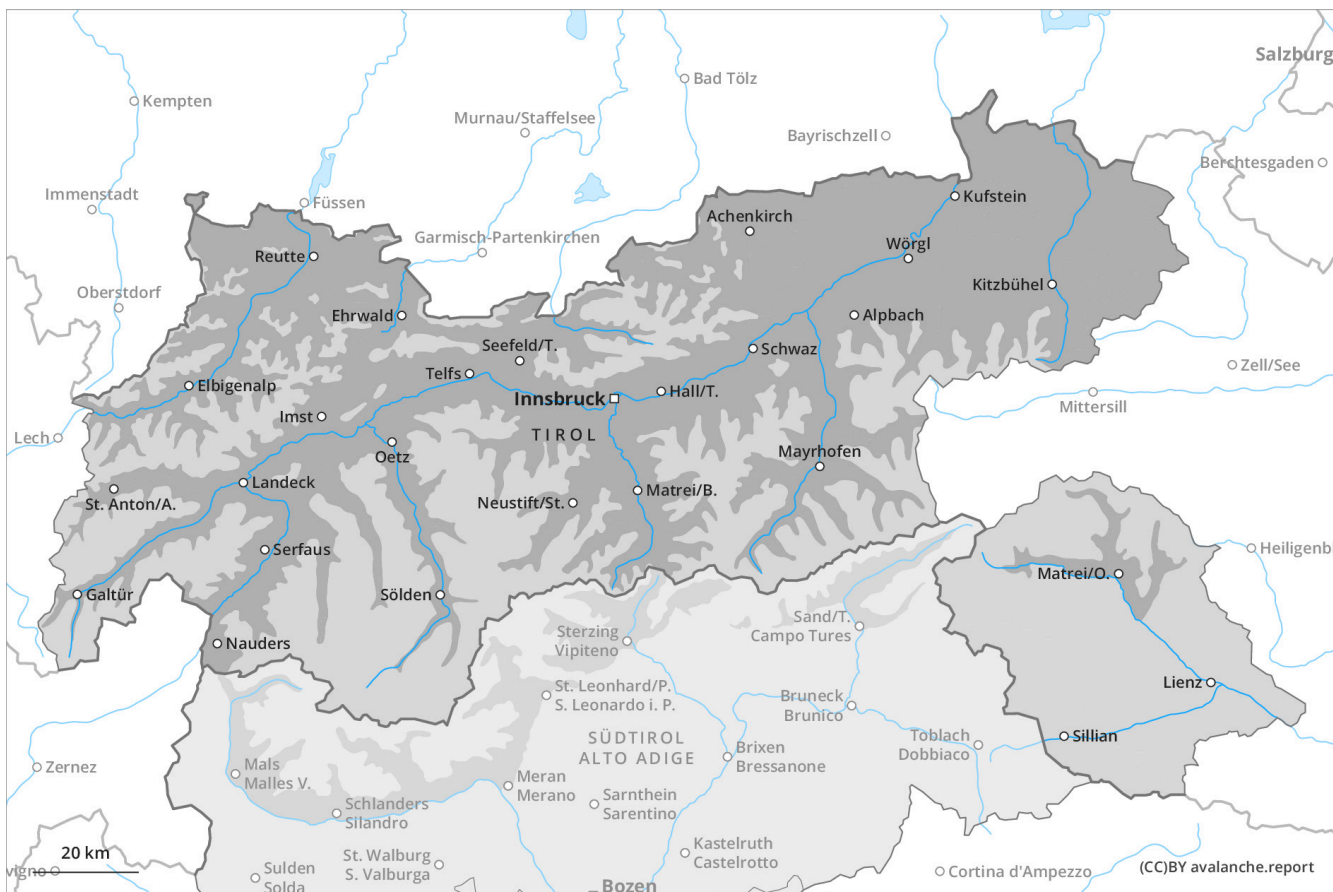 Salzburg
Bad Tölz
Kempten
Murnau/Staffelsee
Bayrischzell
Berchtesgaden
Immenstadt
Füssen
Kufstein
Achenkirch
Garmisch-Partenkirchen
Wörgl
Reutte
Kitzbühel
Oberstdorf
Ehrwald
Alpbach
Seefeld/T.
Schwaz
Zell/See
Telfs
Elbigenalp
Hall/T.
Mittersill
Innsbruck
Imst
Lech
TIROL
Oetz
Mayrhofen
Landeck
Matrei/B.
St. Anton/A.
Neustift/St.
Serfaus
Heiligenb
Matrei/O.
Galtür
Sölden
Sand/T.
Campo Tures
Sterzing
Vipiteno
Nauders
Lienz
St. Leonhard/P.
S. Leonardo i. P.
Bruneck
Brunico
SÜDTIROL
ALTO ADIGE
Sillian
Toblach
Dobbiaco
Brixen
Bressanone
Zernez
Mals
Malles V.
Meran
Merano
Schlanders
Silandro
Sarnthein
Sarentino
Kastelruth
Castelrotto
20 km
vigno
St. Walburg
S. Valburga
Sulden
Solda
Cortina d'Ampezzo
(CC)BY avalanche.report
Bozen